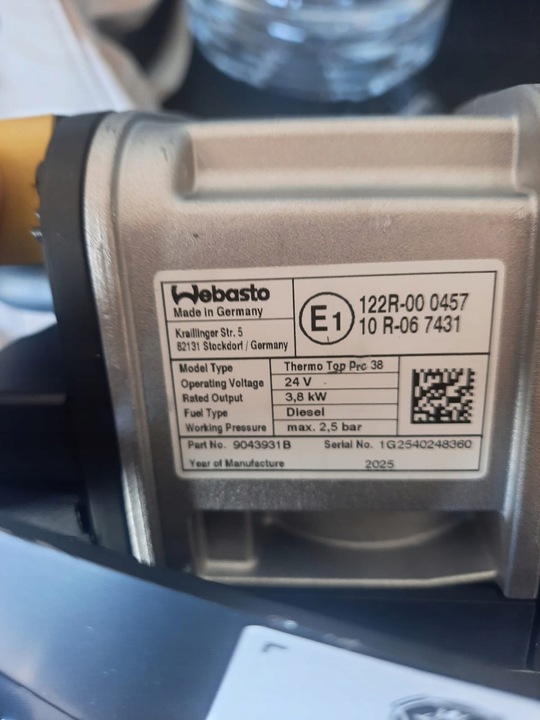 Webasto
Made in Germany
Kraillinger Str. 5
82131 Stockdorf / Germany
E1
122R-00 0457
10 R-06 7431
Model Type Thermo Top Pro 38
Operating Voltage 24 V
Rated Output 3,8 kW
Fuel Type Diesel
Working Pressure max. 2,5 bar
Part No. 9043931B Serial No. 1G2540248360
Year of Manufacture 2025